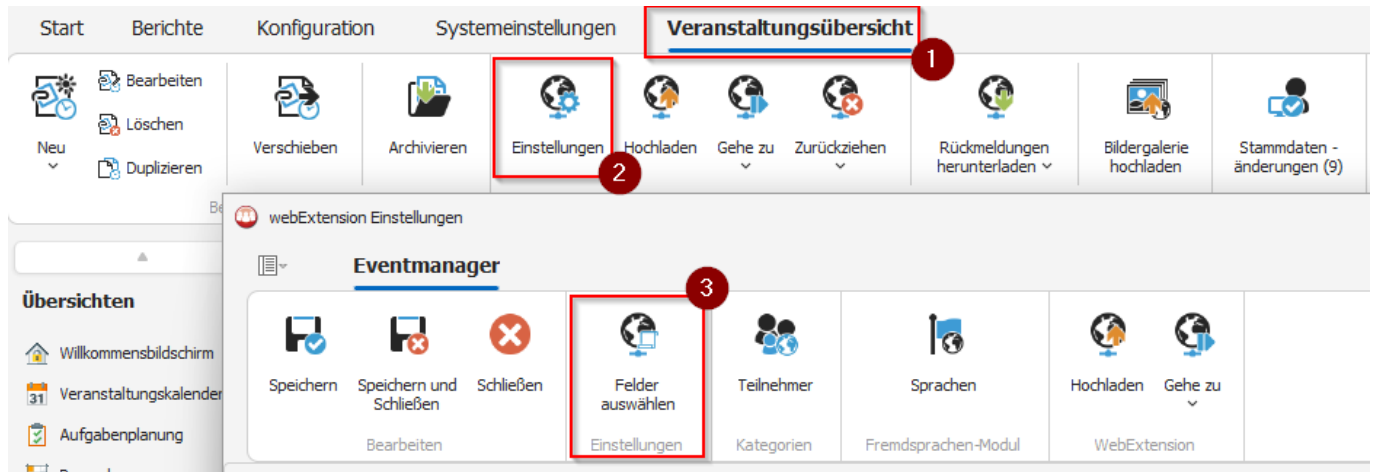 Start Berichte Konfiguration Systemeinstellungen Veranstaltungsübersicht
1
Bearbeiten
Löschen
Duplizieren
Neu
Verschieben
Archivieren
Einstellungen
2
Hochladen
Gehe zu
Zurückziehen
Rückmeldungen
herunterladen
Bildergalerie
hochladen
Stammdaten -
änderungen (9)
webExtension Einstellungen
Eventmanager
3
Übersichten
Willkommensbildschirm
31 Veranstaltungskalender
Aufgabenplanung
Speichern
Speichern und
Schließen
Schließen
Bearbeiten
Felder
auswählen
Einstellungen
Teilnehmer
Kategorien
Sprachen
Fremdsprachen-Modul
Hochladen
Gehe zu
WebExtension